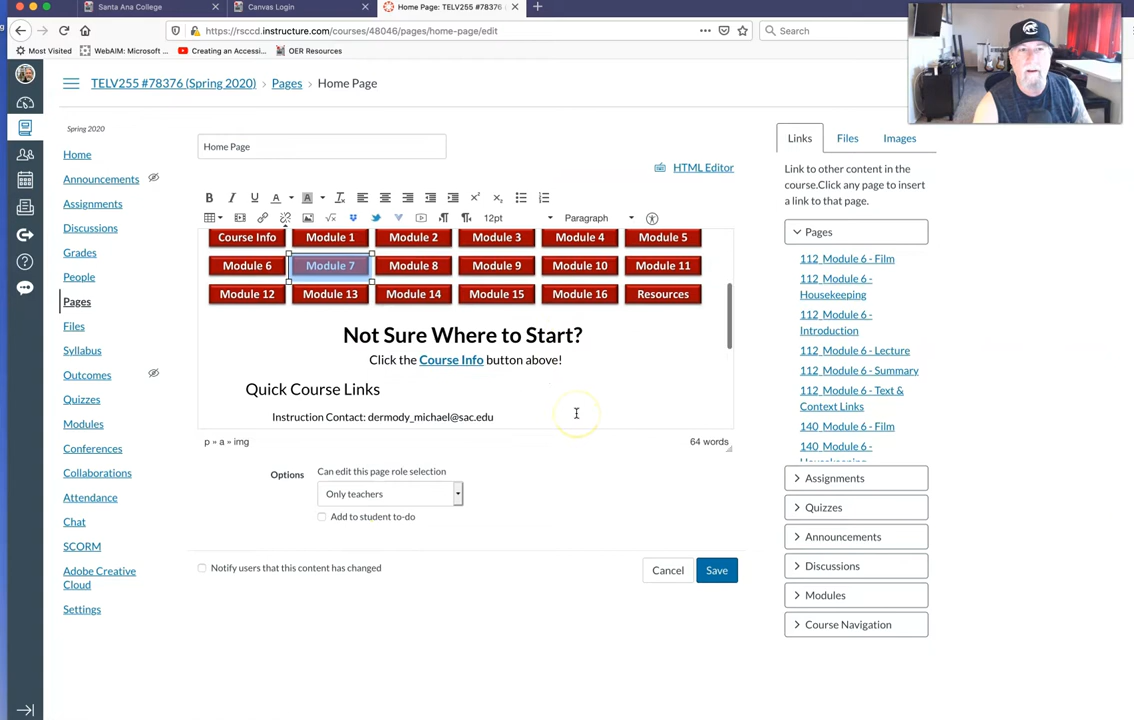 Santa Ana College
Canvas Login
Home Page: TELV255 #78376
https://rsccd.instructure.com/courses/48046/pages/home-page/edit
Search
Most Visited
WebAIM: Microsoft ...
Creating an Accessi...
OER Resources
TELV255 #78376 (Spring 2020) > Pages > Home Page
Spring 2020
Home
Announcements
Assignments
Discussions
Grades
People
Pages
Files
Syllabus
Outcomes
Quizzes
Modules
Conferences
Collaborations
Attendance
Chat
SCORM
Adobe Creative
Cloud
Settings
Home Page
HTML Editor
12pt
Paragraph
Course Info Module 1 Module 2 Module 3 Module 4 Module 5
Module 6 Module 7 Module 8 Module 9 Module 10 Module 11
Module 12 Module 13 Module 14 Module 15 Module 16 Resources
Not Sure Where to Start?
Click the Course Info button above!
Quick Course Links
Instruction Contact: dermody_michael@sac.edu
p » a » img
64 words
Options
Can edit this page role selection
Only teachers
Add to student to-do
Notify users that this content has changed
Cancel
Save
Links Files Images
Link to other content in the
course.Click any page to insert
a link to that page.
Pages
112_Module 6 - Film
112_Module 6 -
Housekeeping
112_Module 6 -
Introduction
112_Module 6 - Lecture
112_Module 6 - Summary
112_Module 6 - Text &
Context Links
140_Module 6 - Film
140_Module 6 -
Assignments
Quizzes
Announcements
Discussions
Modules
Course Navigation